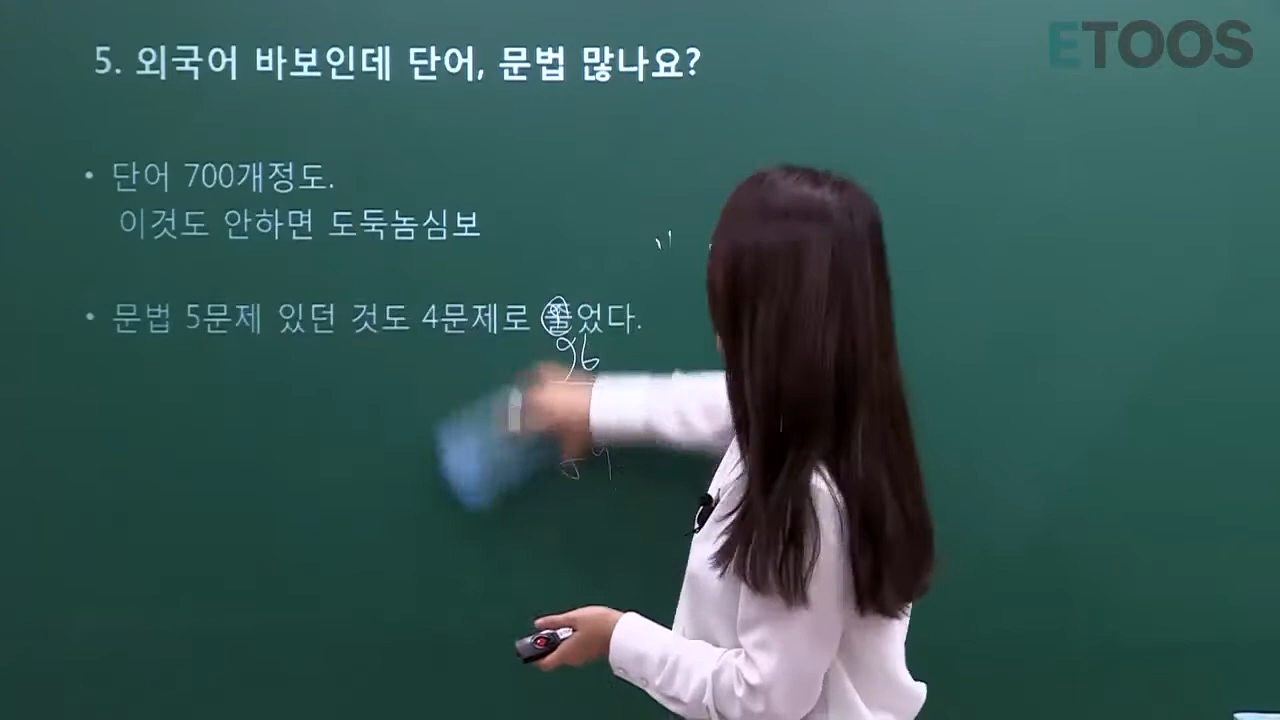 ETOOS
5. 외국어 바보인데 단어, 문법 많나요?
• 단어 700개정도.
이것도 안하면 도둑놈심보
• 문법 5문제 있던 것도 4문제로 줄었다.
96